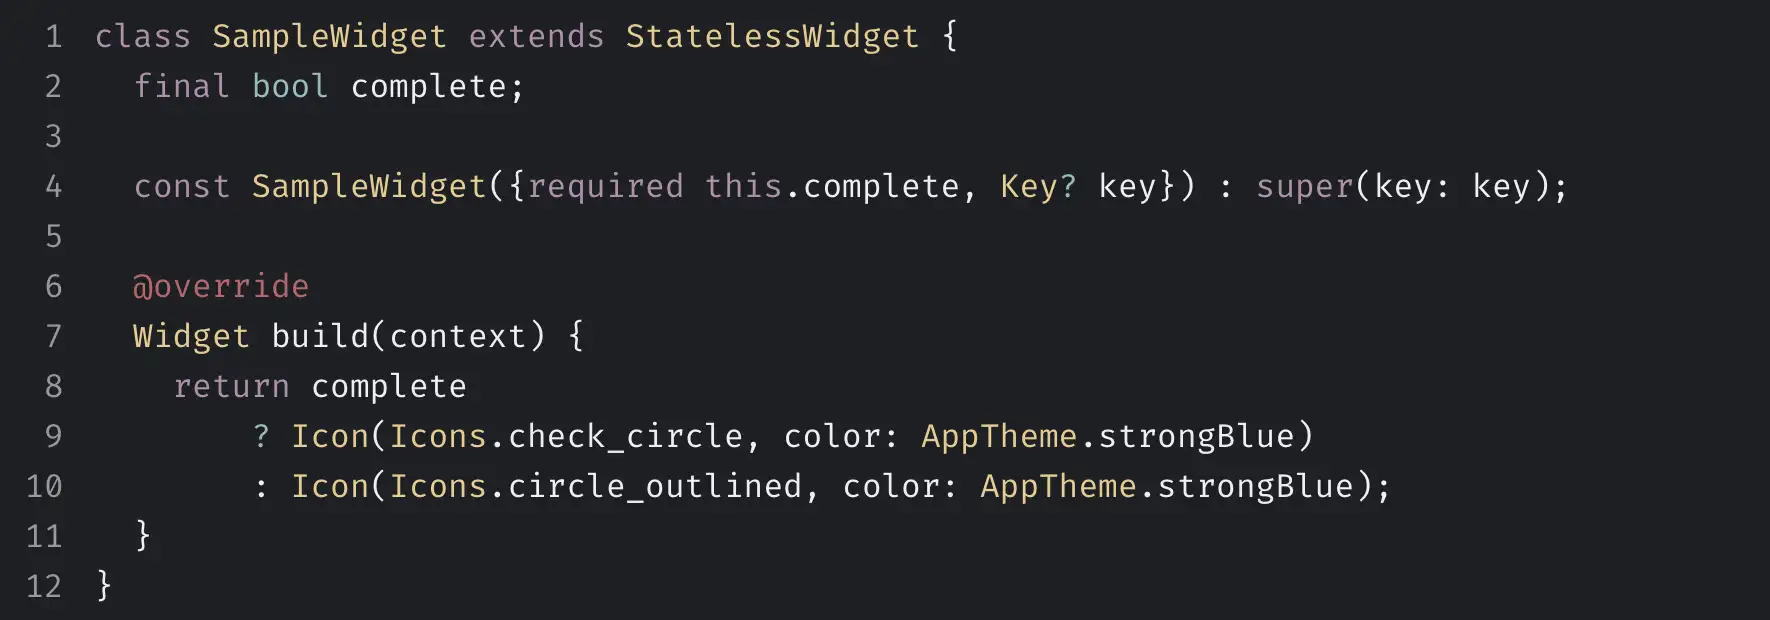 1 class SampleWidget extends StatelessWidget {
2   final bool complete;
3
4   const SampleWidget({required this.complete, Key? key}) : super(key: key);
5
6   @override
7   Widget build(context) {
8     return complete
9         ? Icon(Icons.check_circle, color: AppTheme.strongBlue)
10         : Icon(Icons.circle_outlined, color: AppTheme.strongBlue);
11   }
12 }